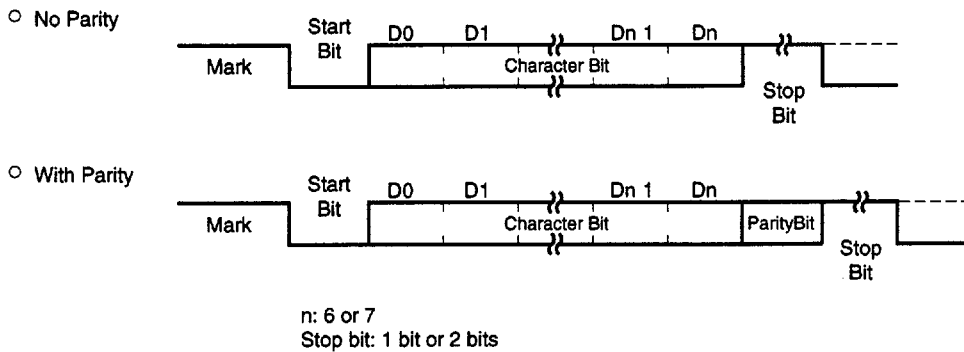 ○ No Parity
Start
Bit
D0 D1 Dn 1 Dn
Mark
Character Bit
Stop
Bit
○ With Parity
Start
Bit
D0 D1 Dn 1 Dn
Mark
Character Bit
ParityBit
Stop
Bit
n: 6 or 7
Stop bit: 1 bit or 2 bits